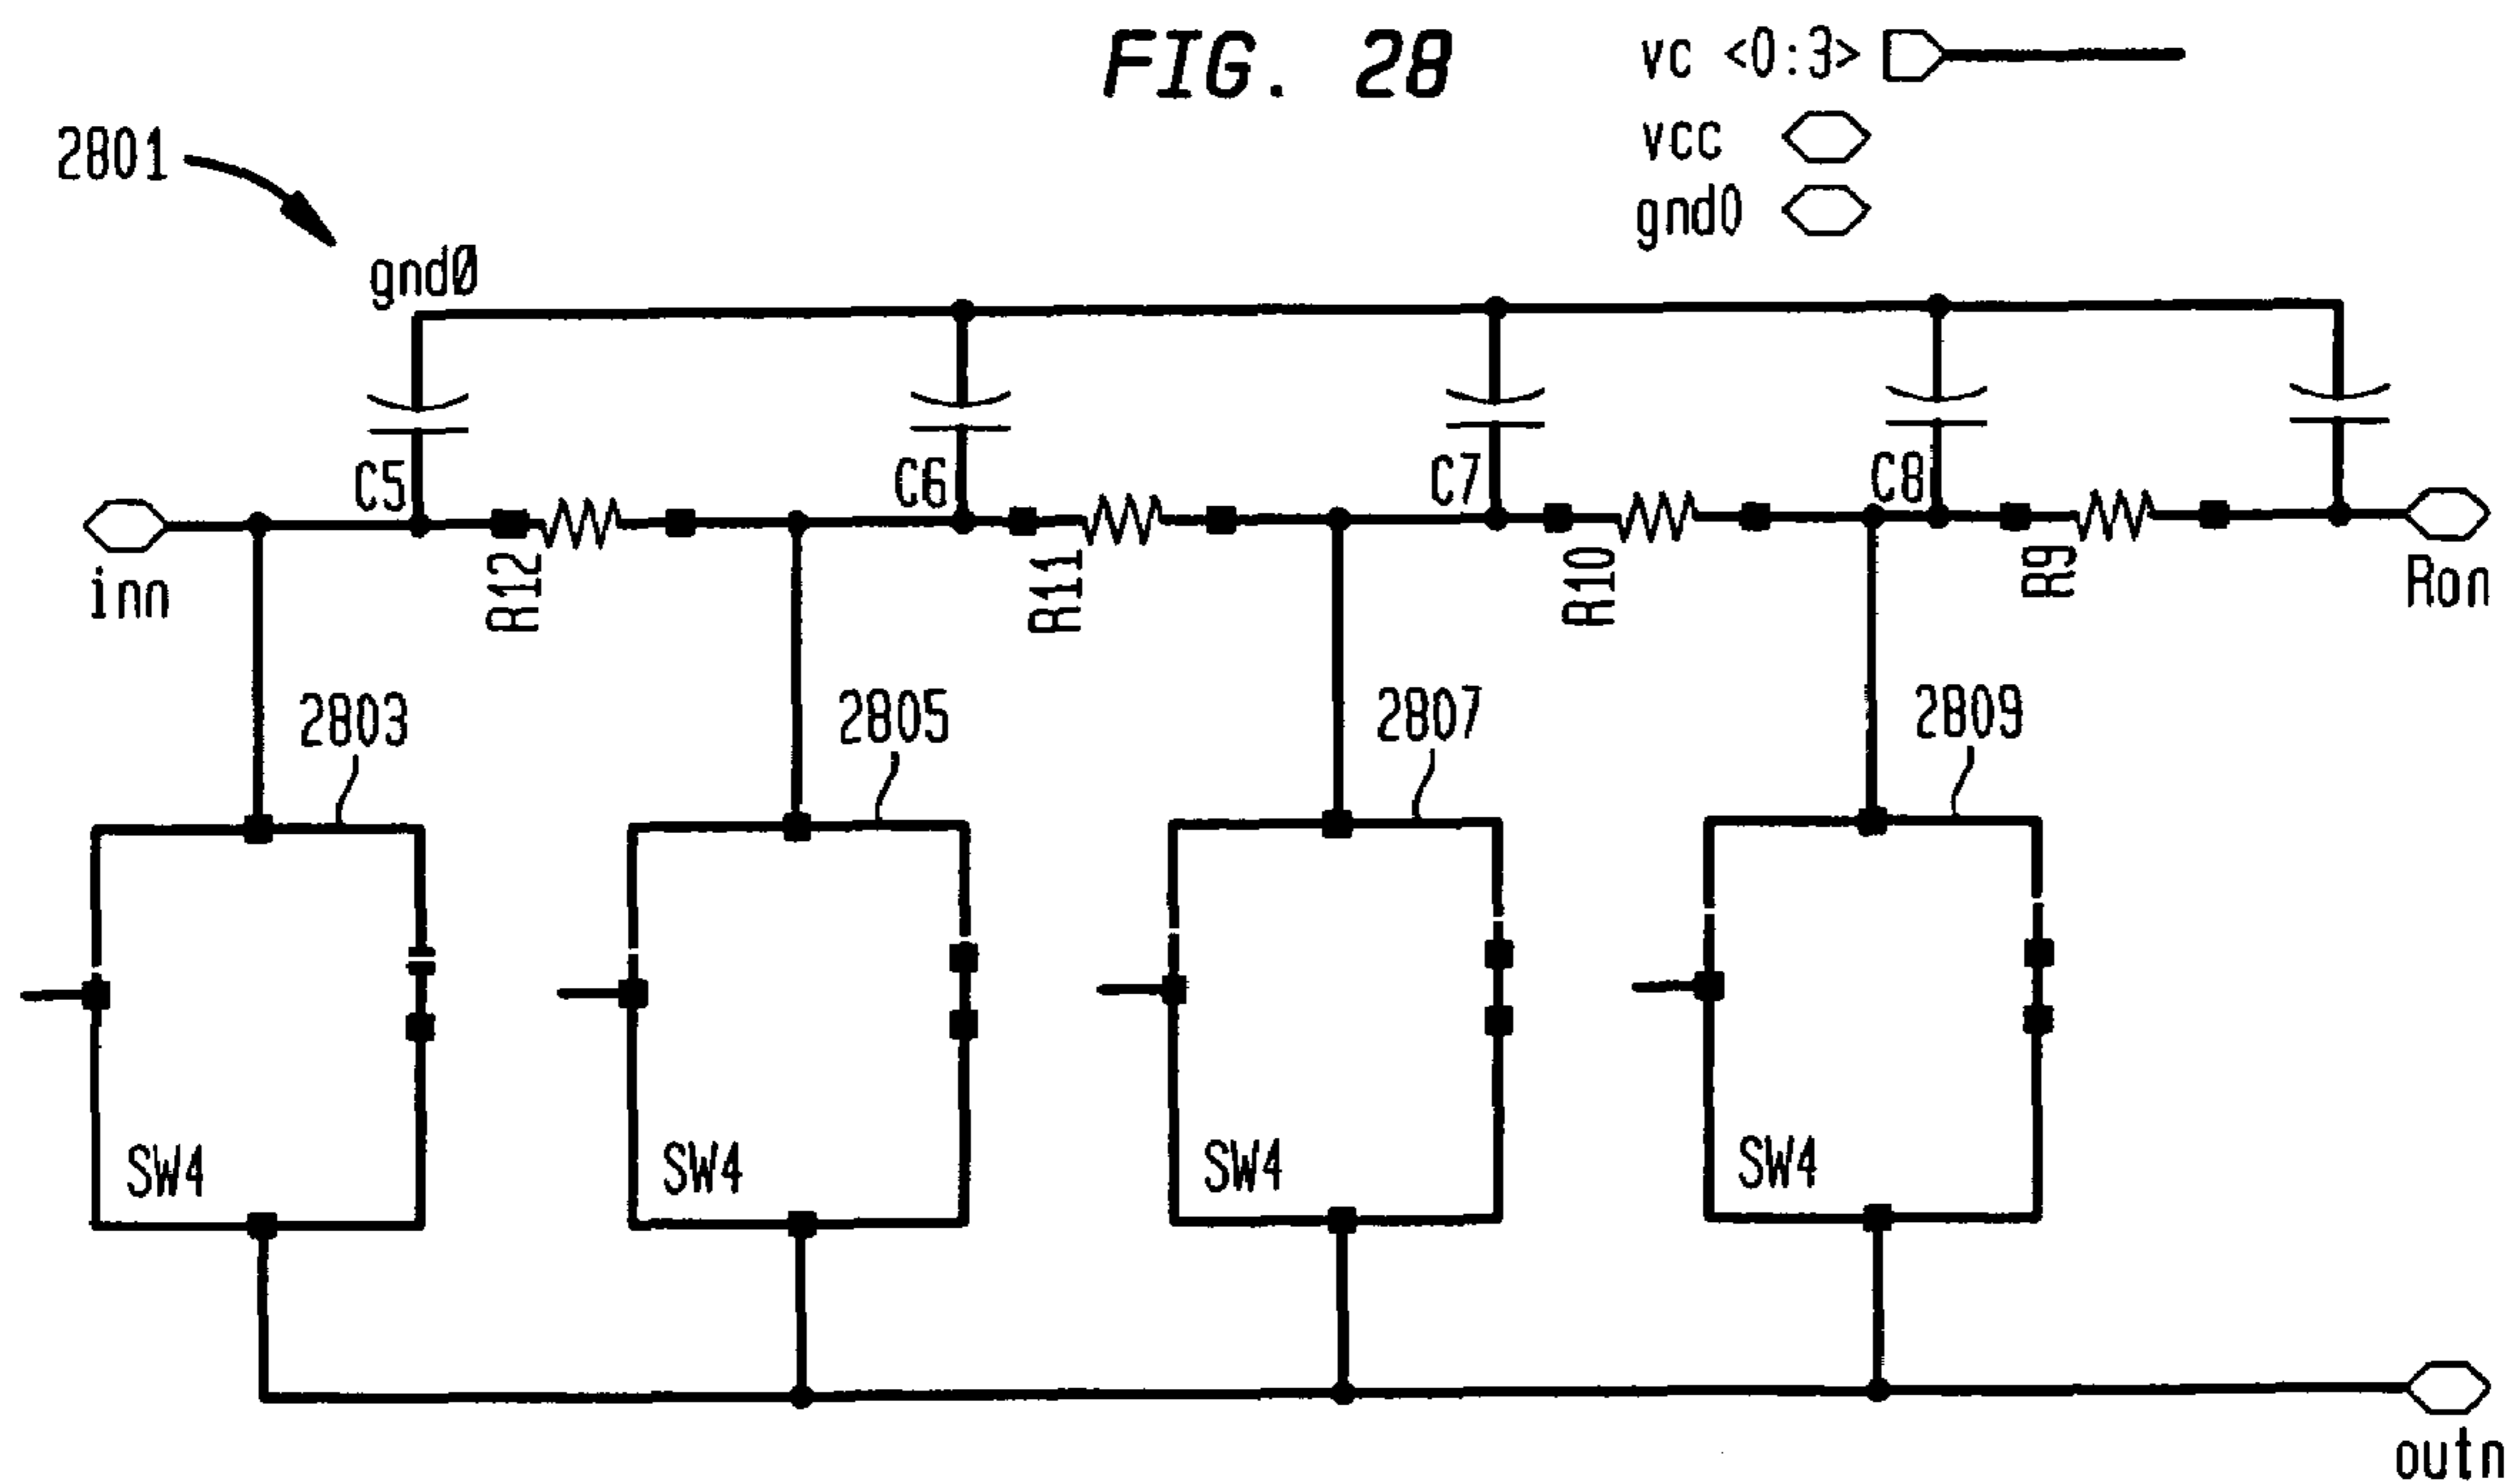 FIG. 28
vc <0:3>
vcc
gnd0
2801
gnd0
C5
C6
C7
C8
inn
R12
R11
R10
R9
Ron
2803
2805
2807
2809
SW4
SW4
SW4
SW4
outn